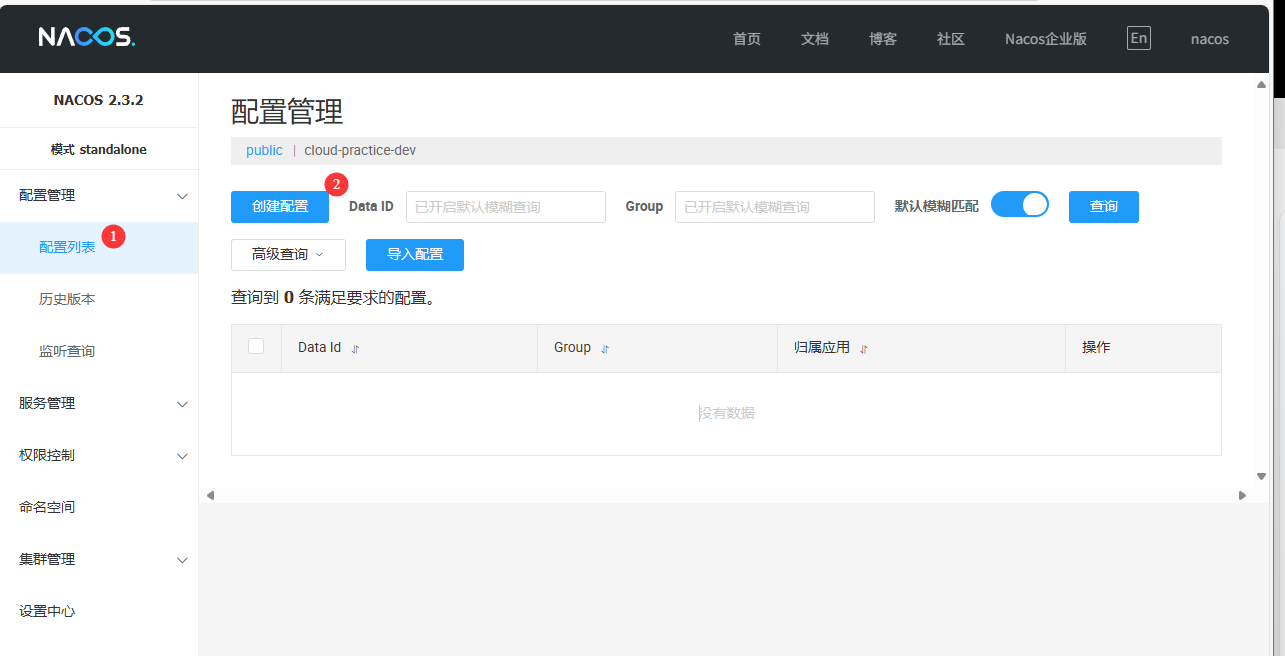 NACOS.
首页 文档 博客 社区 Nacos企业版 En nacos
NACOS 2.3.2
模式 standalone
配置管理
配置列表 1
历史版本
监听查询
服务管理
权限控制
命名空间
集群管理
设置中心
配置管理
public | cloud-practice-dev
创建配置 2 Data ID 已开启默认模糊查询 Group 已开启默认模糊查询 默认模糊匹配 查询
高级查询 导入配置
查询到 0 条满足要求的配置。
Data Id Group 归属应用 操作
没有数据